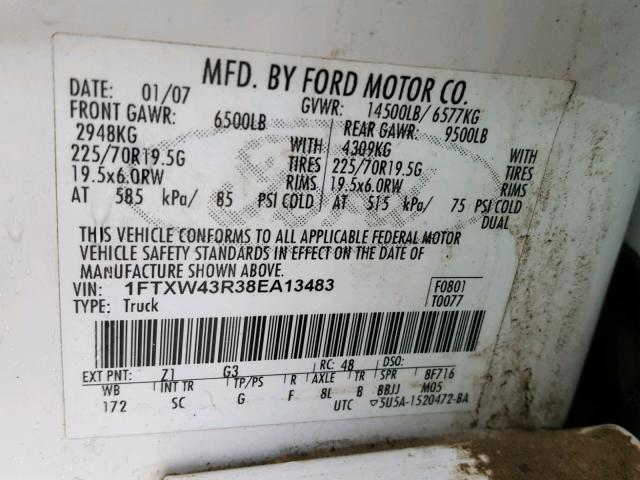 MFD. BY FORD MOTOR CO.
DATE: 01/07 GVWR: 14500LB/ 6577KG
FRONT GAWR: 6500LB REAR GAWR: 9500LB
2948KG WITH 4309KG WITH
225/70R19.5G TIRES 225/70R19.5G TIRES
19.5x6.0RW RIMS 19.5x6.0RW RIMS
AT 585 kPa/ 85 PSI COLD AT 515 kPa/ 75 PSI COLD
DUAL
THIS VEHICLE CONFORMS TO ALL APPLICABLE FEDERAL MOTOR
VEHICLE SAFETY STANDARDS IN EFFECT ON THE DATE OF
MANUFACTURE SHOWN ABOVE.
VIN: 1FTXW43R38EA13483 F0801
TYPE: Truck T0077
EXT PNT: Z1 G3 RC: 48 DSO:
WB INT TR TP/PS R AXLE TR SPR BF716
172 SC G F 8L B BBJJ M05
UTC 5U5A-1520472-BA